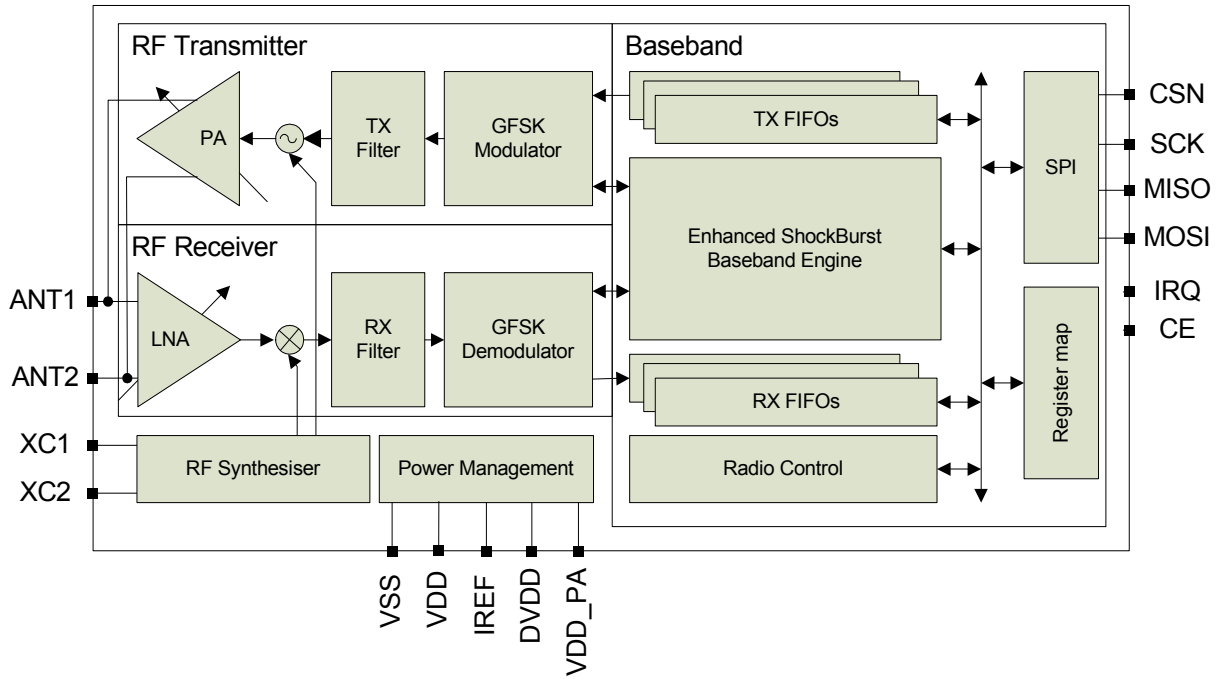 RF Transmitter
Baseband
PA
TX
Filter
GFSK
Modulator
TX FIFOs
SPI
CSN
SCK
MISO
MOSI
Enhanced ShockBurst
Baseband Engine
RF Receiver
ANT1
ANT2
LNA
RX
Filter
GFSK
Demodulator
RX FIFOs
Register map
IRQ
CE
XC1
XC2
RF Synthesiser
Power Management
Radio Control
VSS
VDD
IREF
DVDD
VDD_PA